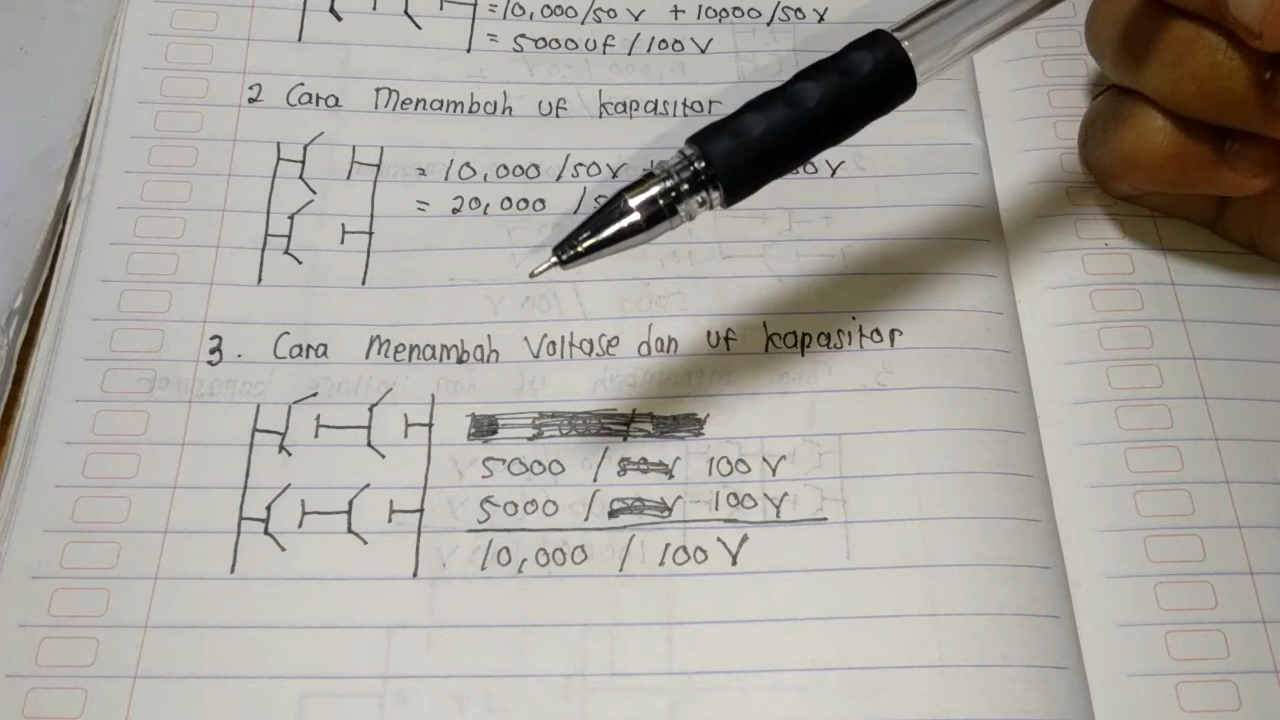 =10,000/50V + 10000/50V
= 5000UF/100V
2 Cara Menambah UF kapasitor
= 10,000/50V
= 20,000 /
3. Cara Menambah Voltase dan UF kapasitor
5000 / 100V
5000 / 100V
10,000 / 100V